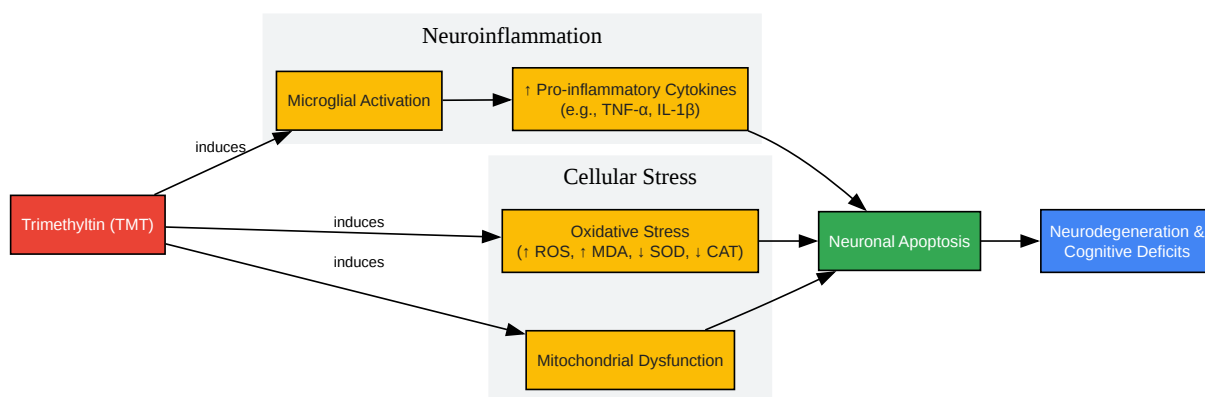 Neuroinflammation
Microglial Activation
↑ Pro-inflammatory Cytokines
(e.g., TNF-α, IL-1β)
induces
Cellular Stress
Trimethyltin (TMT)
induces
Oxidative Stress
(↑ ROS, ↑ MDA, ↓ SOD, ↓ CAT)
Neuronal Apoptosis
Neurodegeneration &
Cognitive Deficits
induces
Mitochondrial Dysfunction